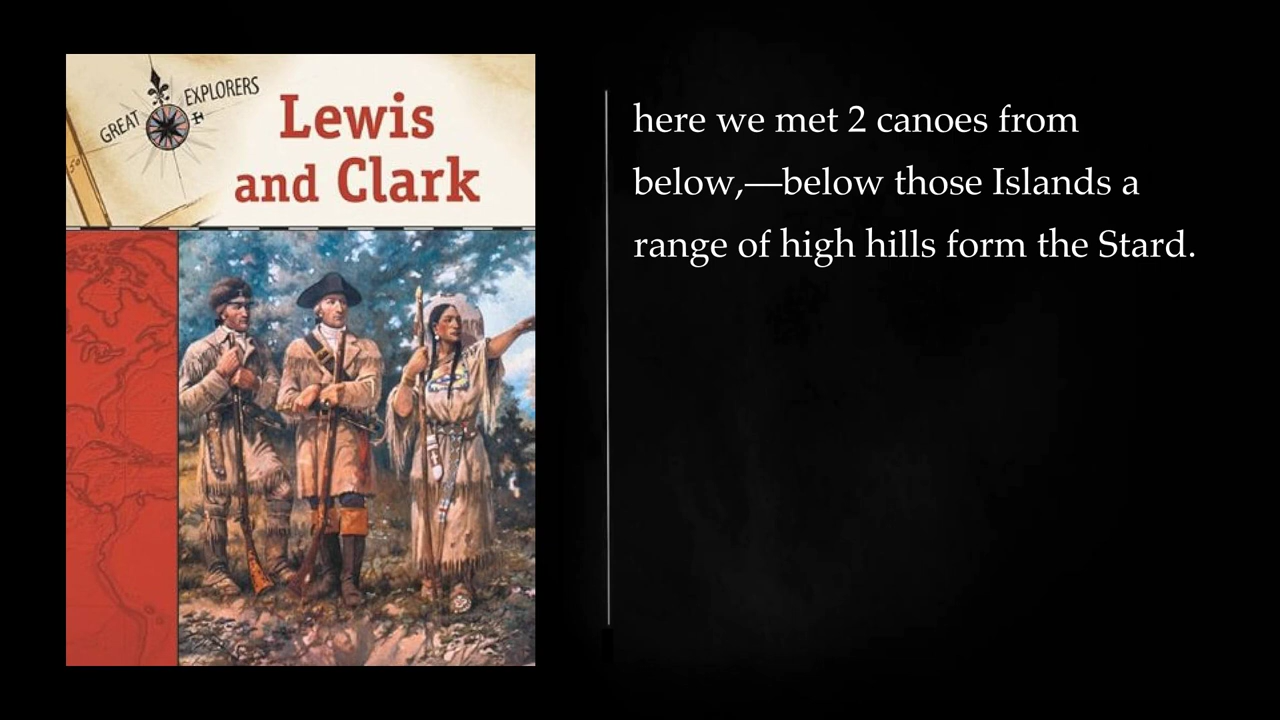 GREAT EXPLORERS
Lewis
and Clark
here we met 2 canoes from
below,—below those Islands a
range of high hills form the Stard.